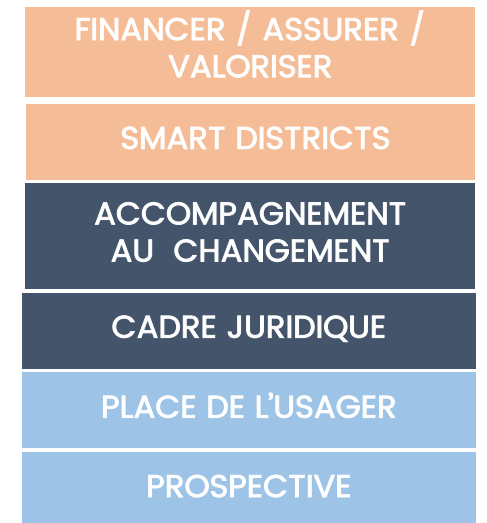 FINANCER / ASSURER /
VALORISER
SMART DISTRICTS
ACCOMPAGNEMENT
AU CHANGEMENT
CADRE JURIDIQUE
PLACE DE L’USAGER
PROSPECTIVE